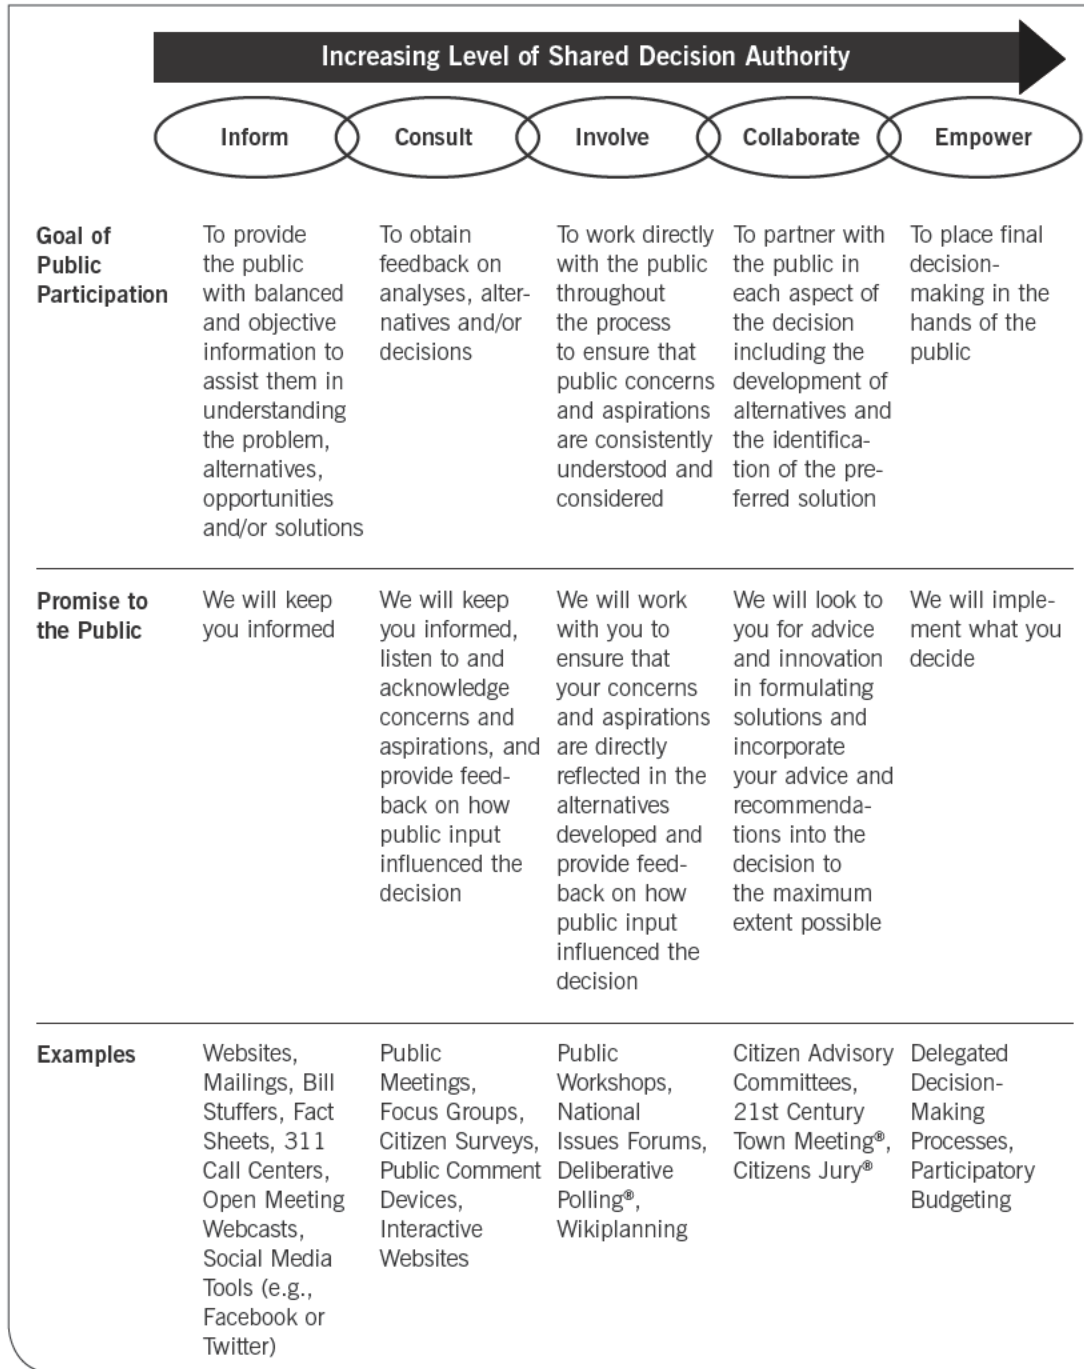 Increasing Level of Shared Decision Authority
Inform
Consult
Involve
Collaborate
Empower
Goal of
Public
Participation
To provide
the public
with balanced
and objective
information to
assist them in
understanding
the problem,
alternatives,
opportunities
and/or solutions
To obtain
feedback on
analyses, alter-
natives and/or
decisions
To work directly
with the public
throughout
the process
to ensure that
public concerns
and aspirations
are consistently
understood and
considered
To partner with
the public in
each aspect of
the decision
including the
development of
alternatives and
the identifica-
tion of the pre-
ferred solution
To place final
decision-
making in the
hands of the
public
Promise to
the Public
We will keep
you informed
We will keep
you informed,
listen to and
acknowledge
concerns and
aspirations, and
provide feed-
back on how
public input
influenced the
decision
We will work
with you to
ensure that
your concerns
and aspirations
are directly
reflected in the
alternatives
developed and
provide feed-
back on how
public input
influenced the
decision
We will look to
you for advice
and innovation
in formulating
solutions and
incorporate
your advice and
recommenda-
tions into the
decision to
the maximum
extent possible
We will imple-
ment what you
decide
Examples
Websites,
Mailings, Bill
Stuffers, Fact
Sheets, 311
Call Centers,
Open Meeting
Webcasts,
Social Media
Tools (e.g.,
Facebook or
Twitter)
Public
Meetings,
Focus Groups,
Citizen Surveys,
Public Comment
Devices,
Interactive
Websites
Public
Workshops,
National
Issues Forums,
Deliberative
Polling®,
Wikiplanning
Citizen Advisory
Committees,
21st Century
Town Meeting®,
Citizens Jury®
Delegated
Decision-
Making
Processes,
Participatory
Budgeting